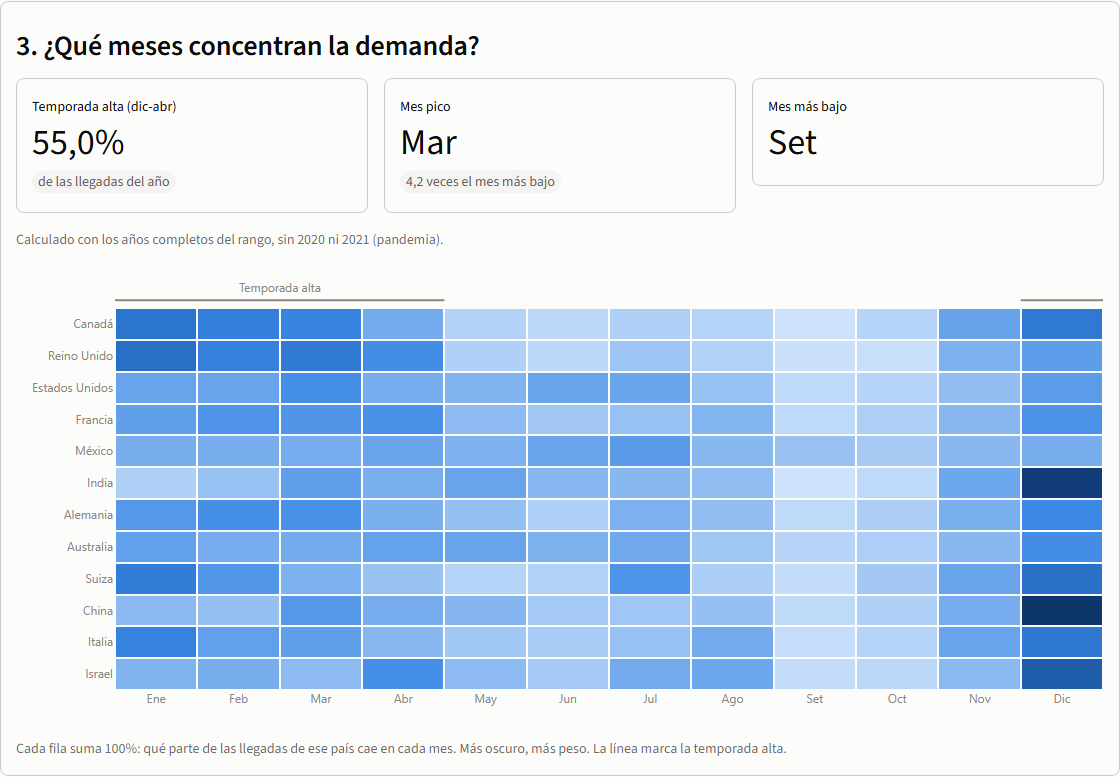 3. ¿Qué meses concentran la demanda?
Temporada alta (dic-abr)
55,0%
de las llegadas del año
Mes pico
Mar
4,2 veces el mes más bajo
Mes más bajo
Set
Calculado con los años completos del rango, sin 2020 ni 2021 (pandemia).
Temporada alta
Canadá
Reino Unido
Estados Unidos
Francia
México
India
Alemania
Australia
Suiza
China
Italia
Israel
Ene Feb Mar Abr May Jun Jul Ago Set Oct Nov Dic
Cada fila suma 100%: qué parte de las llegadas de ese país cae en cada mes. Más oscuro, más peso. La línea marca la temporada alta.